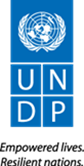 U N
D P
Empowered lives.
Resilient nations.